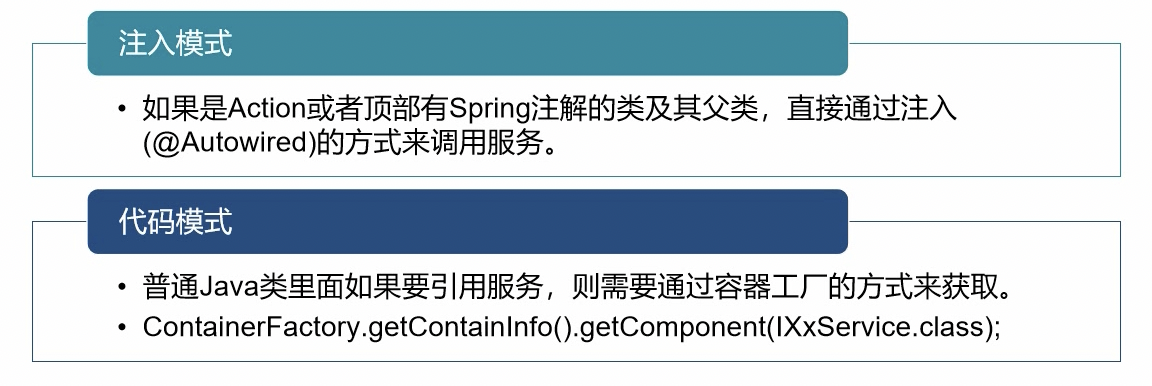 注入模式
• 如果是Action或者顶部有Spring注解的类及其父类，直接通过注入
(@Autowired)的方式来调用服务。
代码模式
• 普通Java类里面如果要引用服务，则需要通过容器工厂的方式来获取。
• ContainerFactory.getContainInfo().getComponent(IXxService.class);